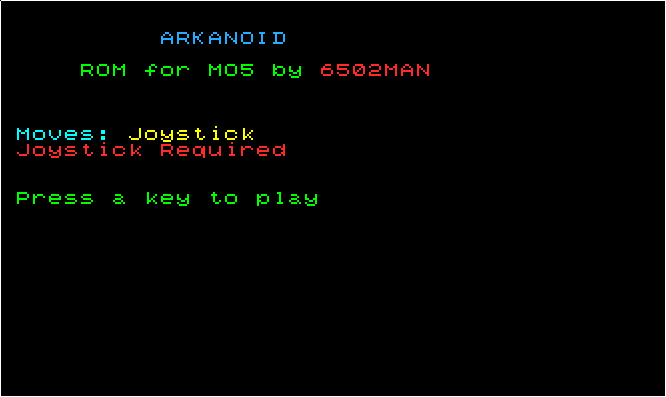 ARKANOID
ROM for MO5 by 6502MAN
Moves: Joystick
Joystick Required
Press a key to play